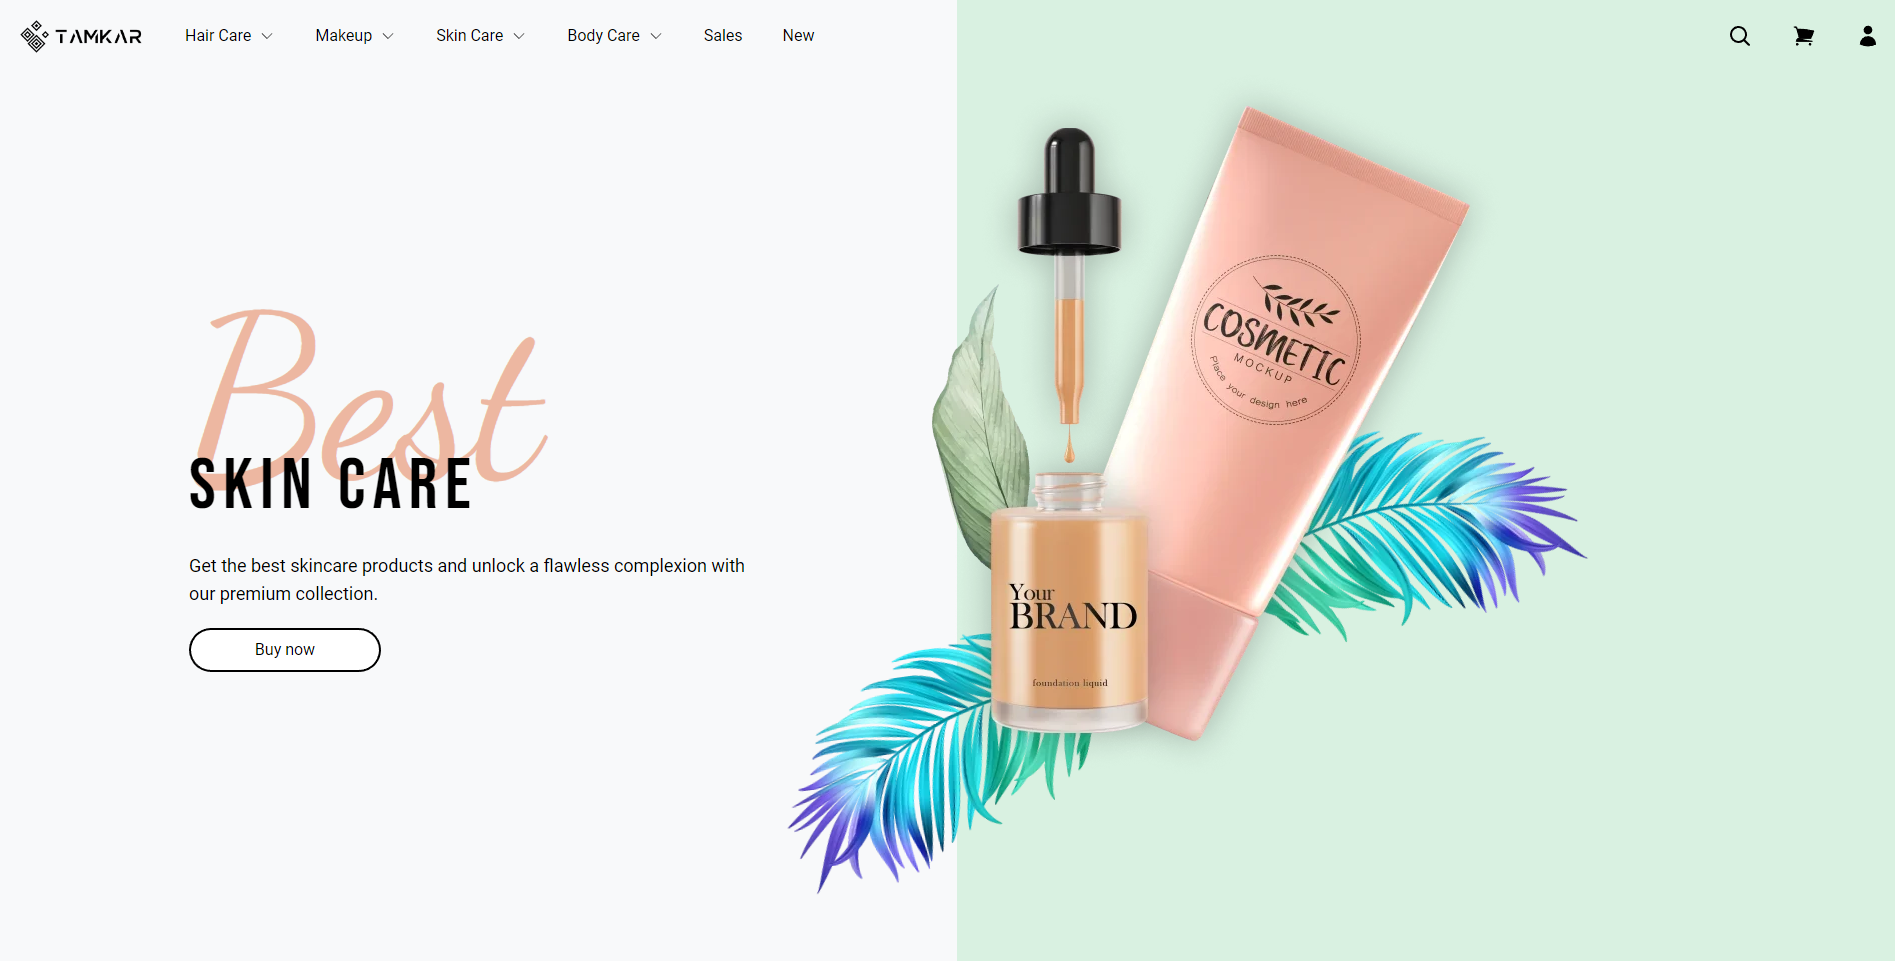 TAMKAR
Hair Care
Makeup
Skin Care
Body Care
Sales
New
Best
SKIN CARE
Get the best skincare products and unlock a flawless complexion with
our premium collection.
Buy now
COSMETIC
MOCKUP
Place your design here
Your
BRAND
foundation liquid